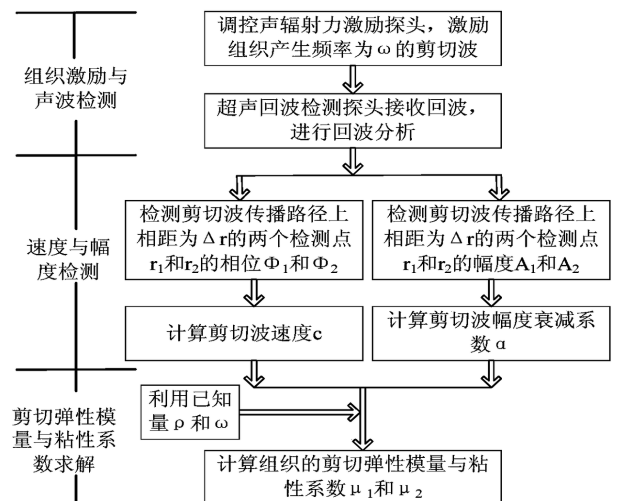 调控声辐射力激励探头，激励
组织产生频率为ω的剪切波
组织激励与
声波检测
超声回波检测探头接收回波，
进行回波分析
速度与幅
度检测
检测剪切波传播路径上
相距为Δr的两个检测点
r₁和r₂的相位Φ₁和Φ₂
检测剪切波传播路径上
相距为Δr的两个检测点
r₁和r₂的幅度A₁和A₂
计算剪切波速度c
计算剪切波幅度衰减系
数α
剪切弹性模
量与粘性系
数求解
利用已知
量ρ和ω
计算组织的剪切弹性模量与粘
性系数μ₁和μ₂